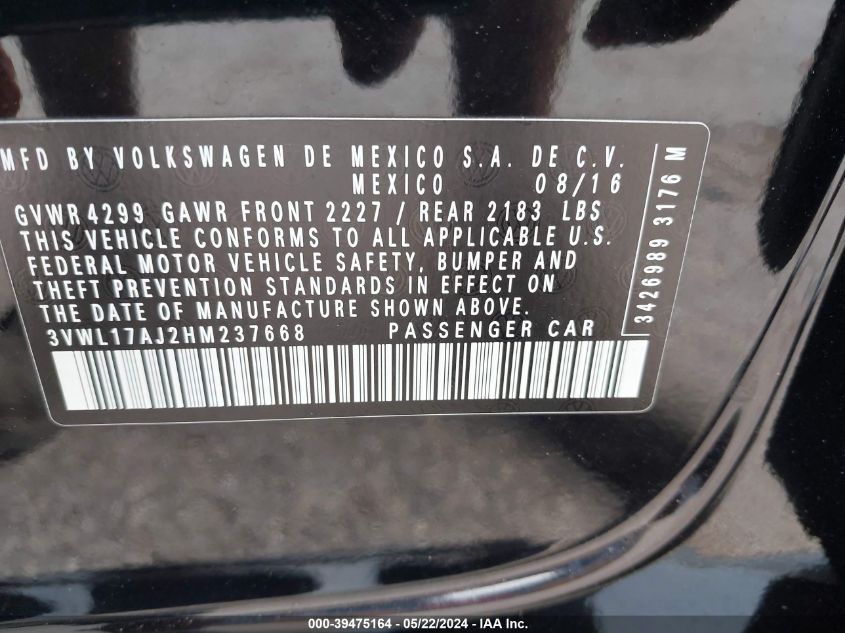 MFD BY VOLKSWAGEN DE MEXICO S.A. DE C.V.
MEXICO 08/16
GVWR 4299 GAWR FRONT 2227 / REAR 2183 LBS
THIS VEHICLE CONFORMS TO ALL APPLICABLE U.S.
FEDERAL MOTOR VEHICLE SAFETY, BUMPER AND
THEFT PREVENTION STANDARDS IN EFFECT ON
THE DATE OF MANUFACTURE SHOWN ABOVE.
3VWL17AJ2HM237668 PASSENGER CAR
3426989 3176 M
000-39475164 - 05/22/2024 - IAA Inc.